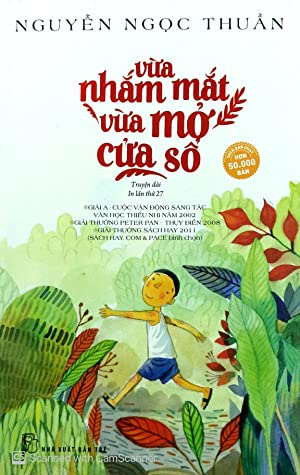 NGUYỄN NGỌC THUẦN
vừa
nhắm mắt
vừa mở
cửa sổ
HƠN
50.000
BẢN
Truyện dài
In lần thứ 27
GIẢI A - CUỘC VẬN ĐỘNG SÁNG TÁC
VĂN HỌC THIẾU NHI NĂM 2002
GIẢI THƯỞNG PETER PAN - THỤY ĐIỂN 2008
GIẢI THƯỞNG SÁCH HAY 2011
(SÁCH HAY. COM & PACE bình chọn)
NHÀ XUẤT BẢN TRẺ
CS Scanned with CamScanner